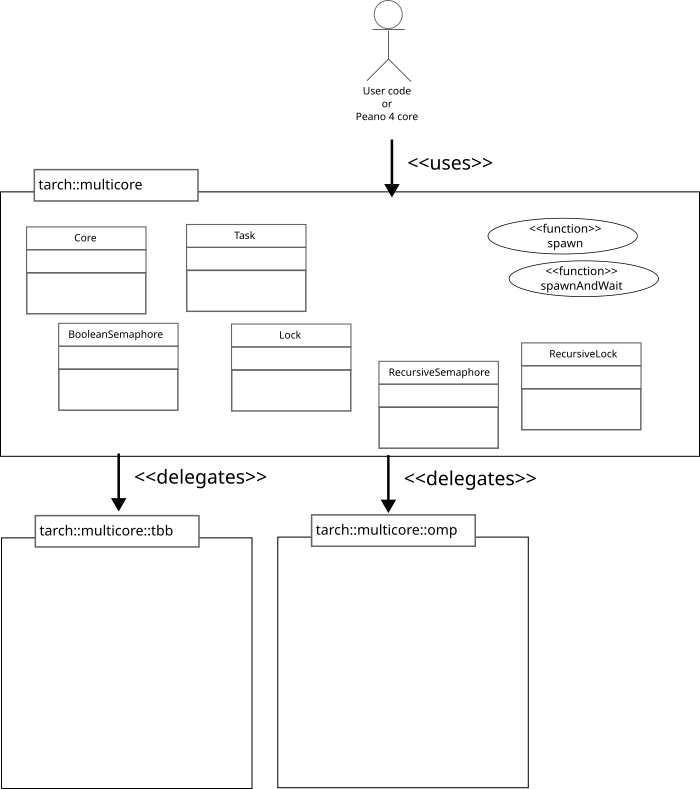 User code
or
Peano 4 core
<<uses>>
tarch::multicore
Core
Task
<<function>>
spawn
<<function>>
spawnAndWait
BooleanSemaphore
Lock
RecursiveSemaphore
RecursiveLock
<<delegates>>
<<delegates>>
tarch::multicore::tbb
tarch::multicore::omp